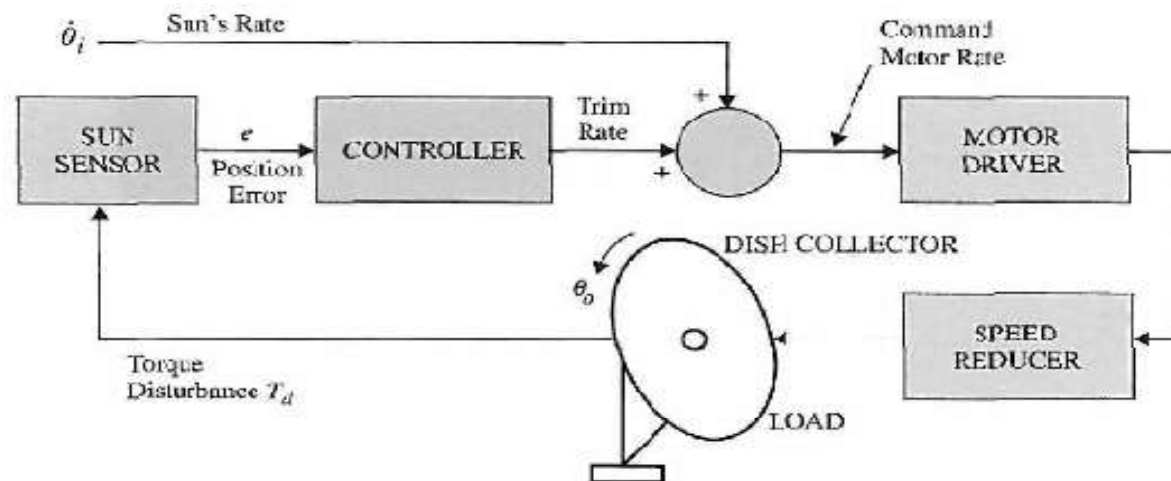 θ̇ᵢ
Sun's Rate
Command
Motor Rate
SUN
SENSOR
e
Position
Error
CONTROLLER
Trim
Rate
+
+
MOTOR
DRIVER
DISH COLLECTOR
θₒ
SPEED
REDUCER
Torque
Disturbance T_d
LOAD